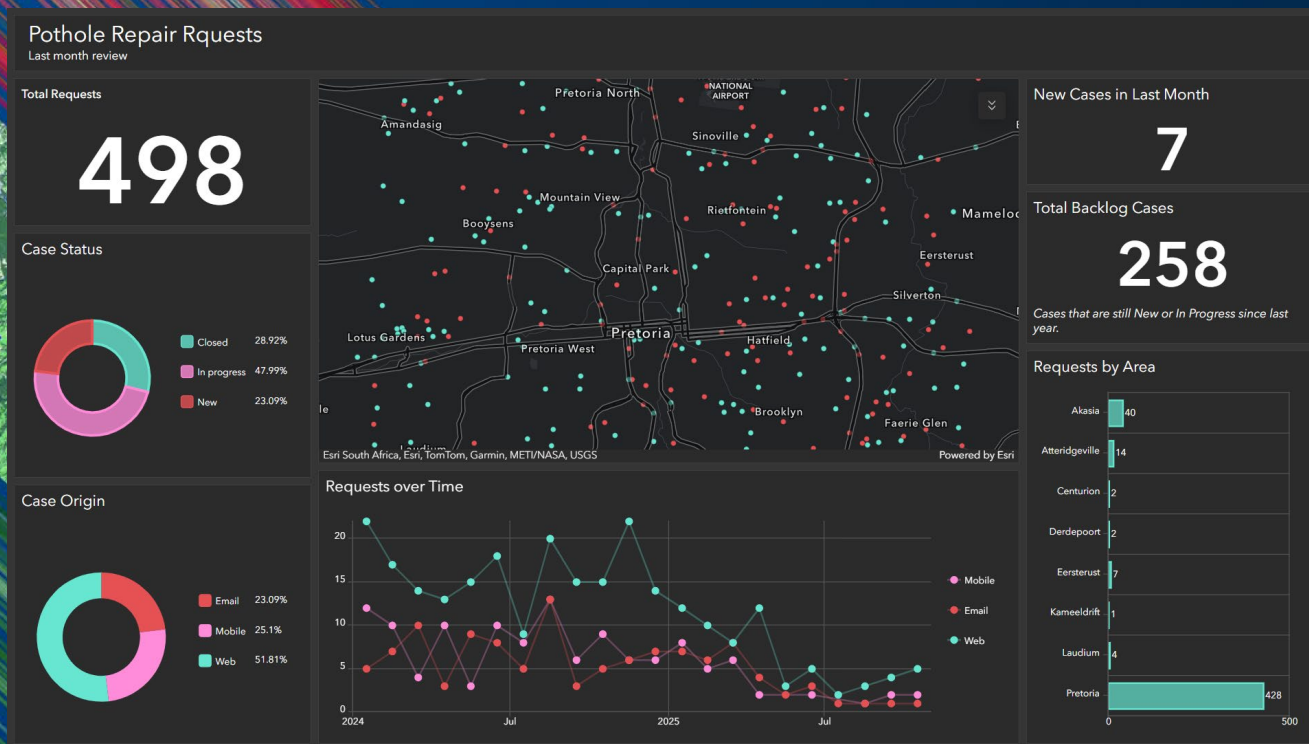 Pothole Repair Rquests
Last month review
Total Requests
498
Case Status
Closed 28.92%
In progress 47.99%
New 23.09%
Case Origin
Email 23.09%
Mobile 25.1%
Web 51.81%
Pretoria North
NATIONAL
AIRPORT
Amandasig
Sinoville
Mountain View
Booysens
Rietfontein
Mameloc
Eersterust
Capital Park
Silverton
Lotus Gardens
Pretoria
Hatfield
Pretoria West
le
Brooklyn
Faerie Glen
Laudium
Esri South Africa, Esri, TomTom, Garmin, METI/NASA, USGS
Powered by Esri
Requests over Time
20
15
10
5
0
2024
Jul
2025
Jul
Mobile
Email
Web
New Cases in Last Month
7
Total Backlog Cases
258
Cases that are still New or In Progress since last
year.
Requests by Area
Akasia 40
Atteridgeville 14
Centurion 2
Derdepoort 2
Eersterust 7
Kameeldrift 1
Laudium 4
Pretoria 428
0 500